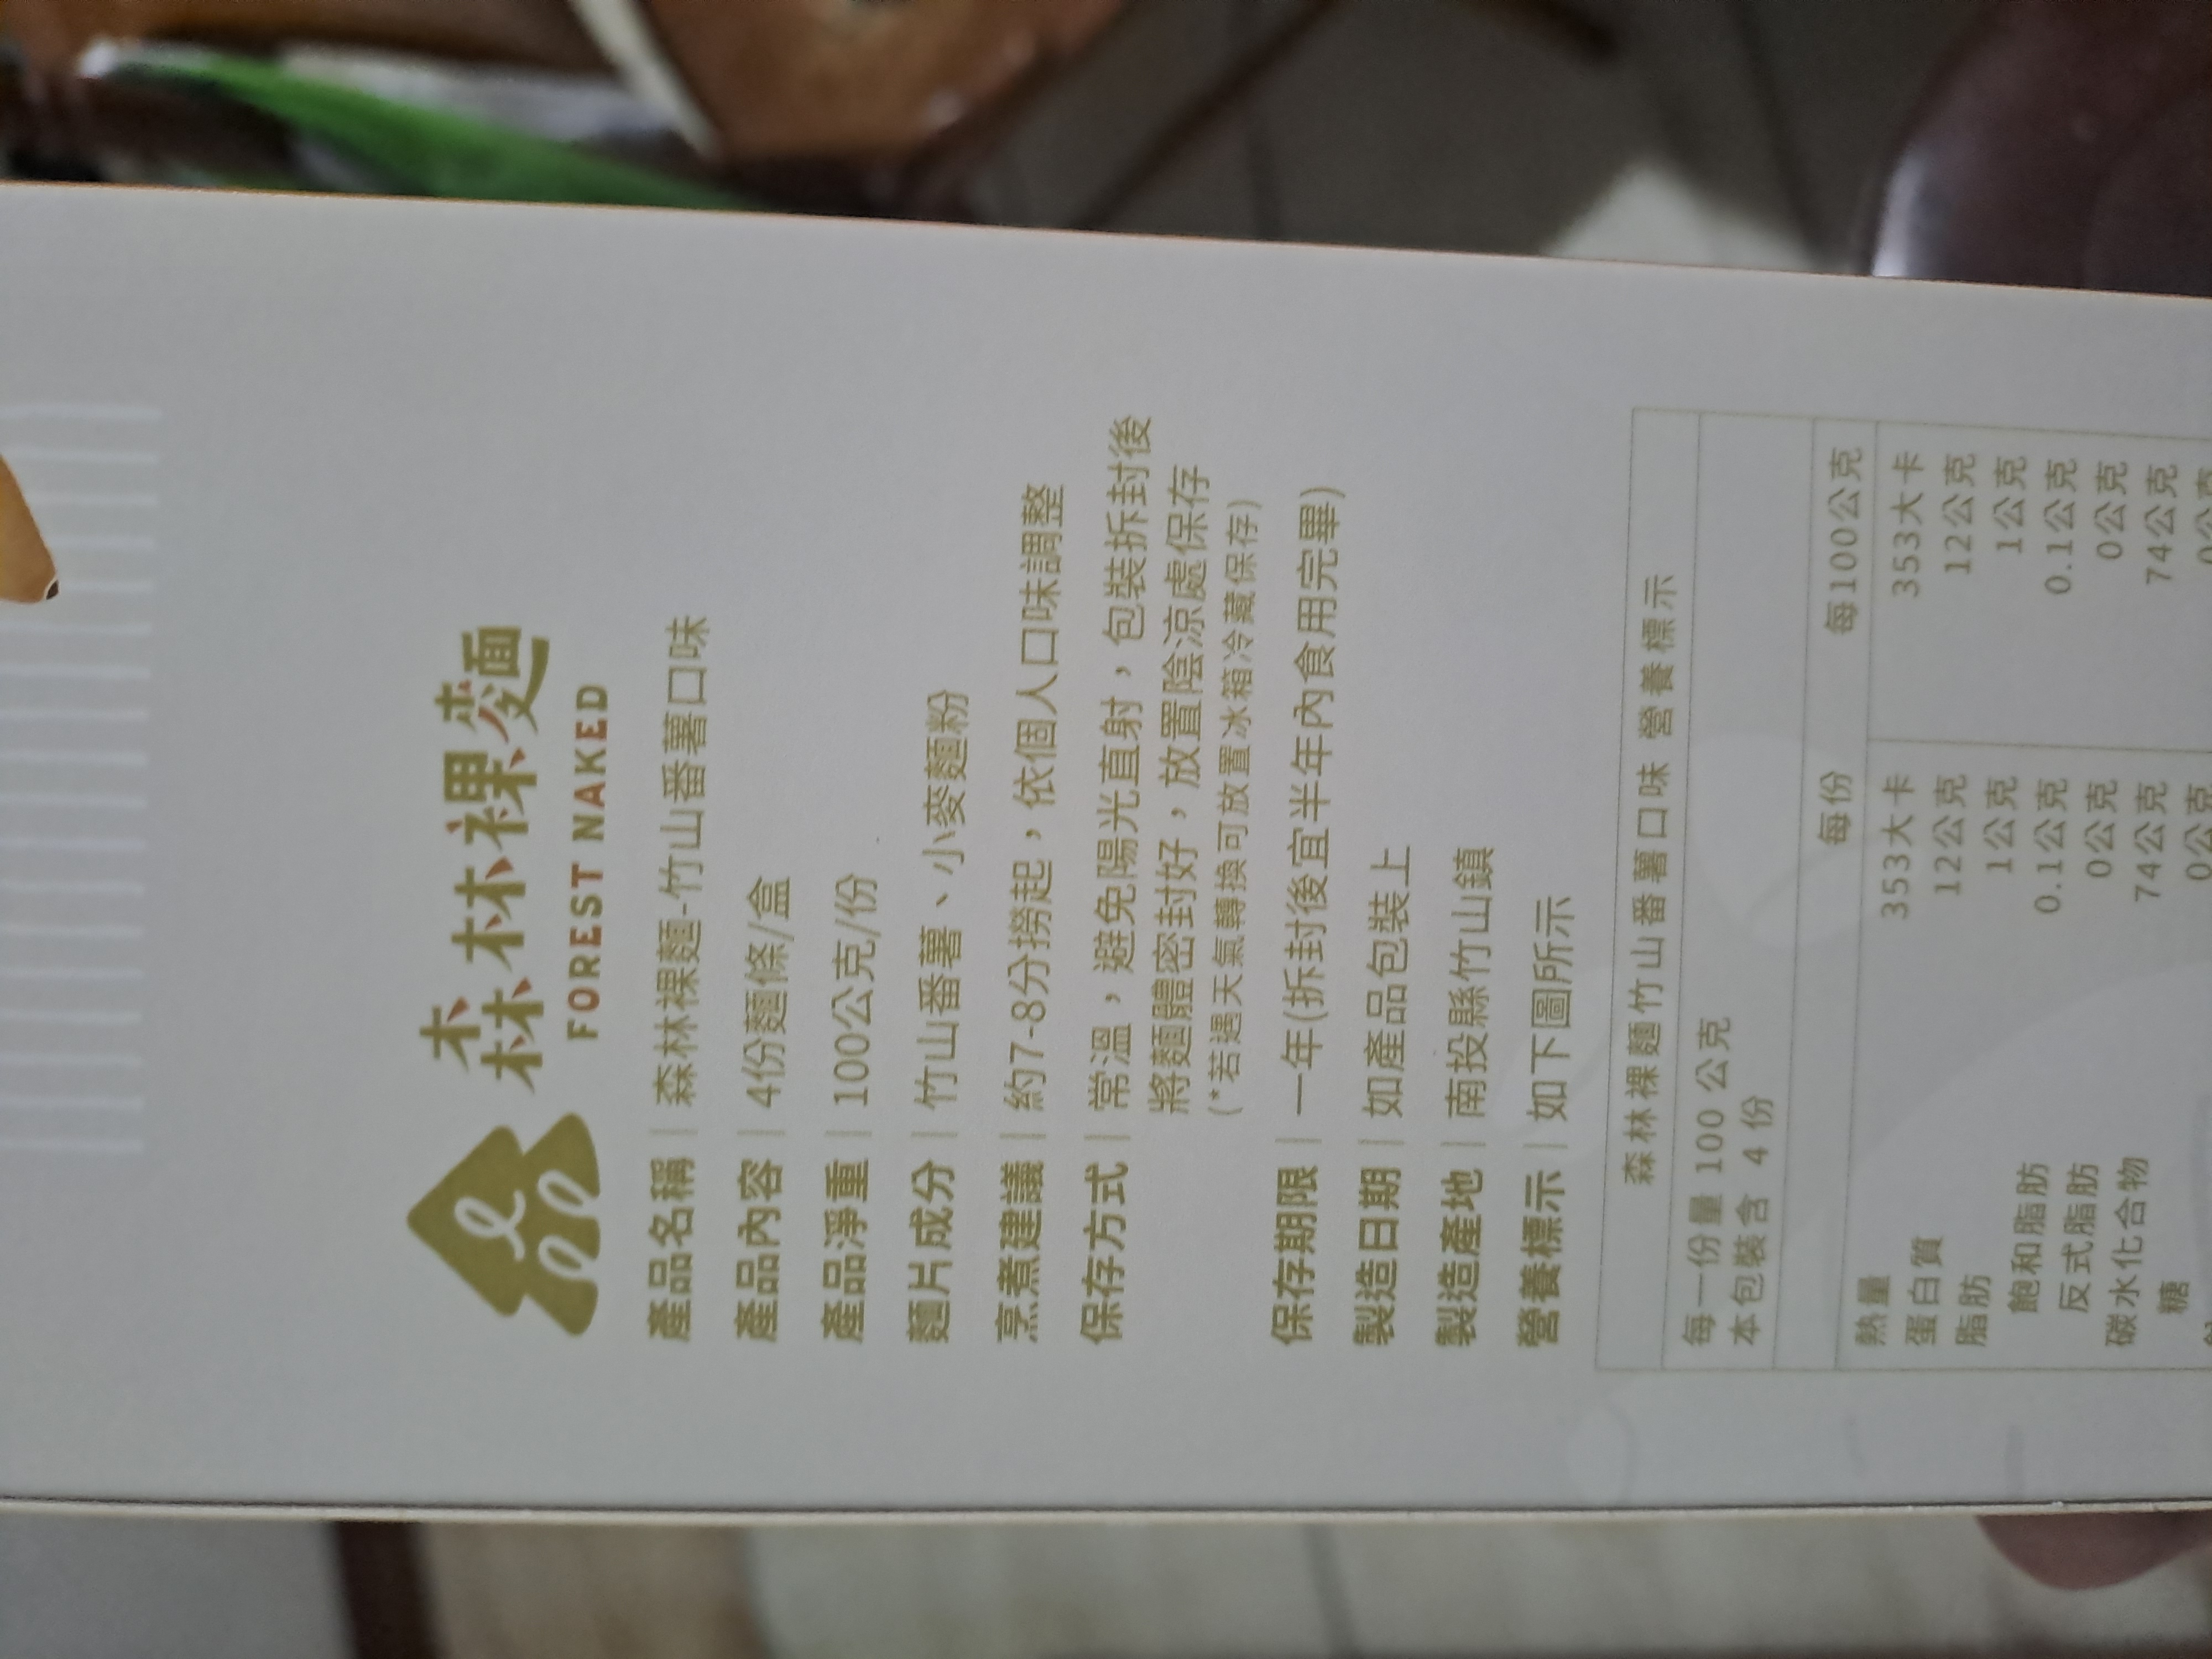 森林裸麵
FOREST NAKED
產品名稱｜森林裸麵-竹山番薯口味
產品內容｜4份麵條/盒
產品淨重｜100公克/份
麵片成分｜竹山番薯、小麥麵粉
烹煮建議｜約7-8分撈起，依個人口味調整
保存方式｜常溫，避免陽光直射，包裝拆封後
將麵體密封好，放置陰涼處保存
(*若遇天氣轉換可放置冰箱冷藏保存)
保存期限｜一年(拆封後宜半年內食用完畢)
製造日期｜如產品包裝上
製造產地｜南投縣竹山鎮
營養標示｜如下圖所示
森林裸麵竹山番薯口味 營養標示
每一份量 100 公克
本包裝含 4 份
每份 每100公克
熱量 353大卡 353大卡
蛋白質 12公克 12公克
脂肪 1公克 1公克
飽和脂肪 0.1公克 0.1公克
反式脂肪 0公克 0公克
碳水化合物 74公克 74公克
糖 0公克 0公克